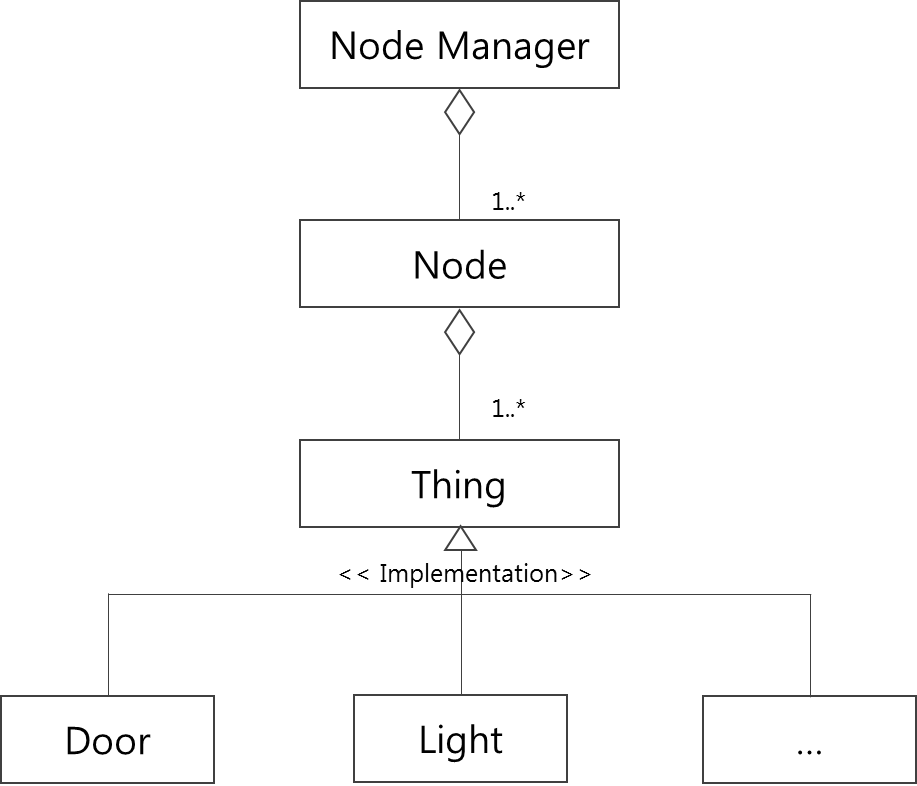 Node Manager
1..*
Node
1..*
Thing
<< Implementation>>
Door
Light
...